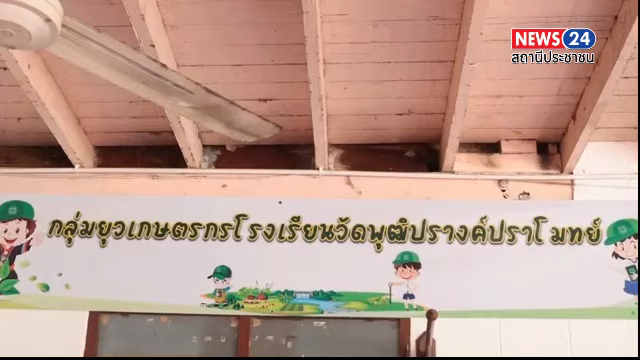 NEWS 24
สถานีประชาชน
กลุ่มยุวเกษตรกรโรงเรียนวัดพุฒิปรางค์ปราโมทย์